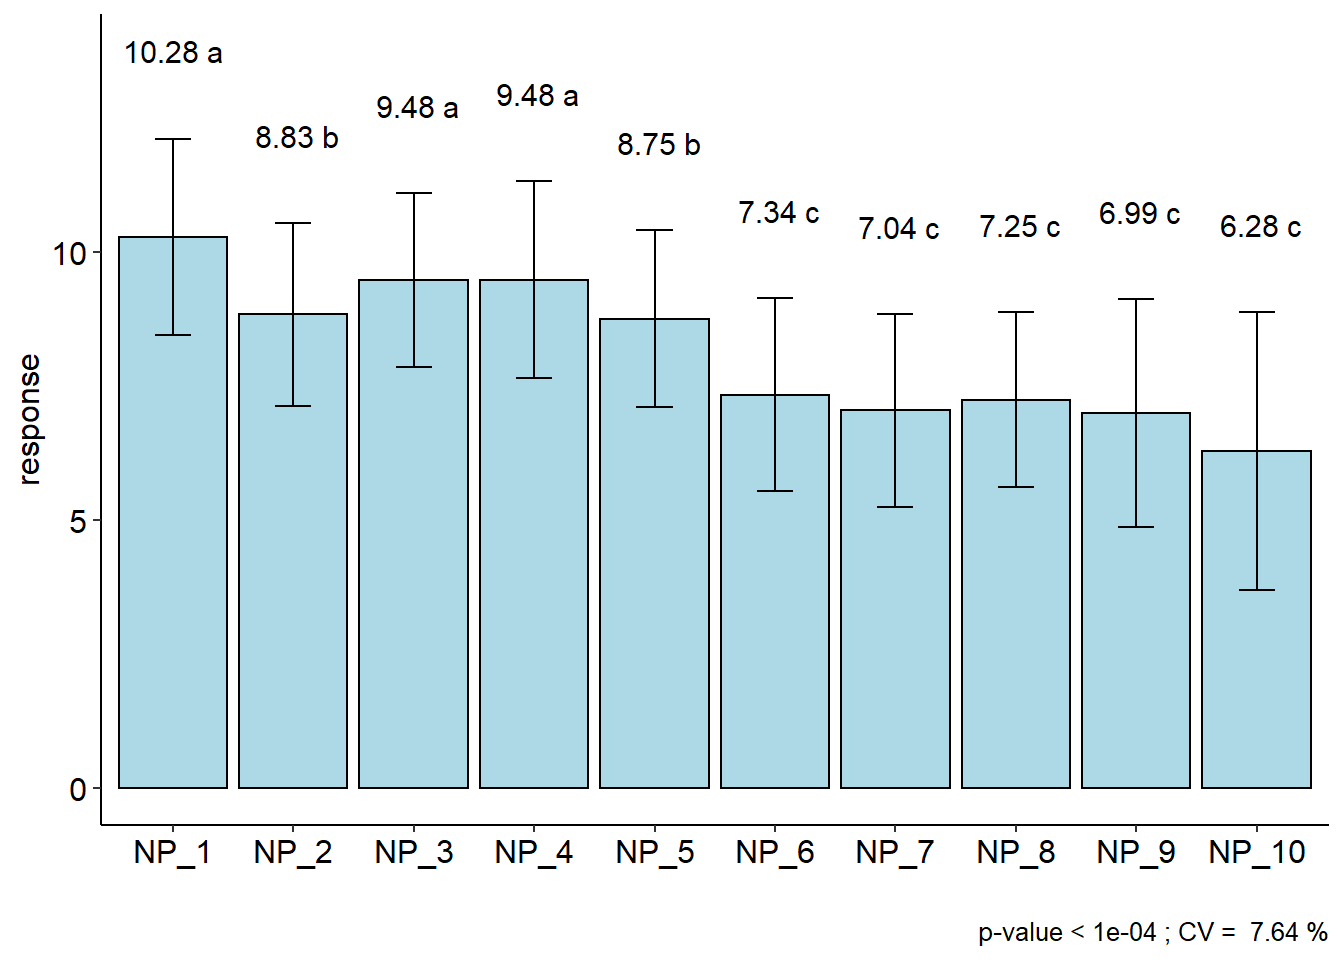 10.28 a
8.83 b
9.48 a
9.48 a
8.75 b
7.34 c
7.04 c
7.25 c
6.99 c
6.28 c
response
10
5
0
NP_1 NP_2 NP_3 NP_4 NP_5 NP_6 NP_7 NP_8 NP_9 NP_10
p-value < 1e-04 ; CV =  7.64 %